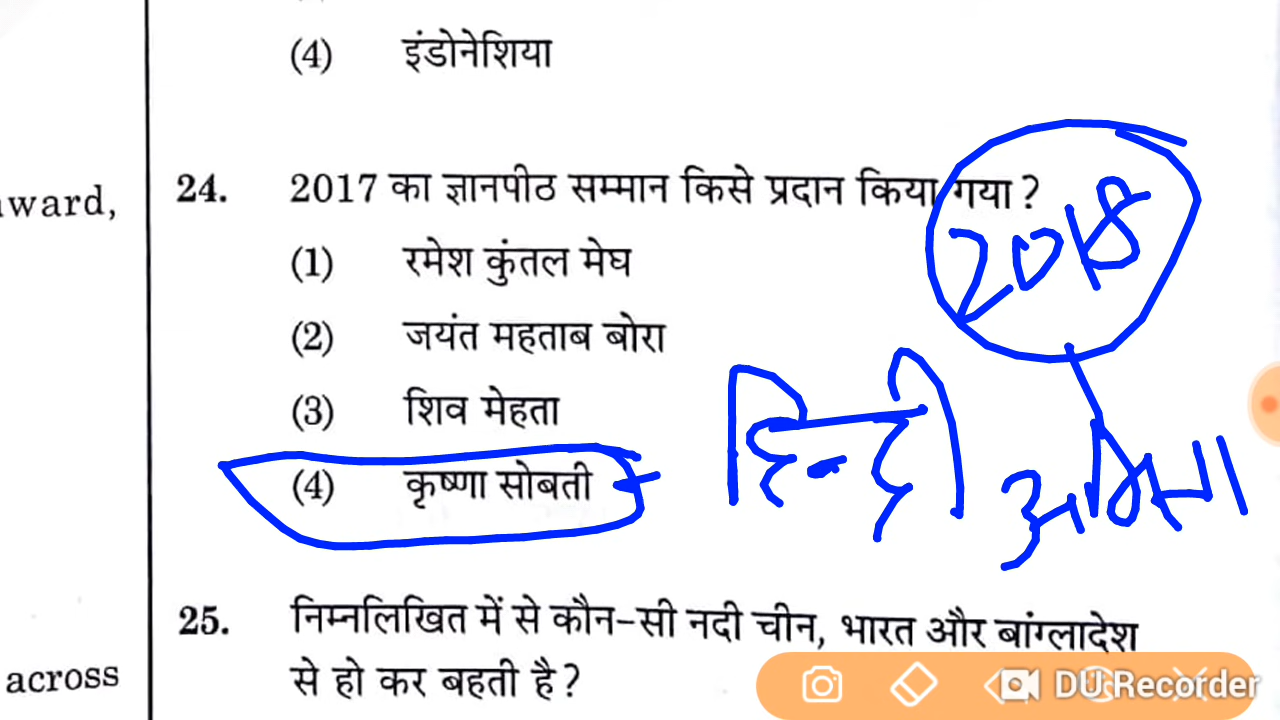 (4) इंडोनेशिया
ward,
24. 2017 का ज्ञानपीठ सम्मान किसे प्रदान किया गया ?
2018
(1) रमेश कुंतल मेघ
(2) जयंत महताब बोरा
(3) शिव मेहता
हिन्दी
(4) कृष्णा सोबती
25. निम्नलिखित में से कौन-सी नदी चीन, भारत और बांग्लादेश
across
से हो कर बहती है ?
DU Recorder